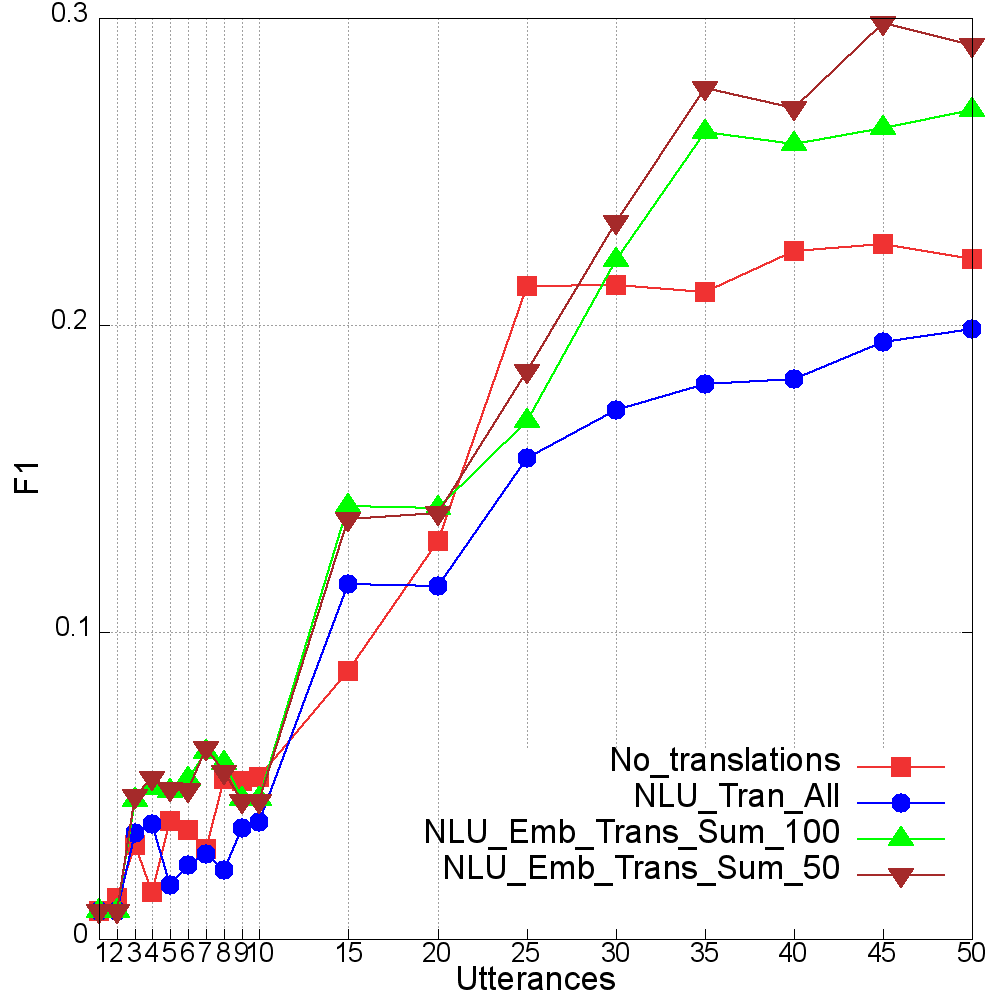 0.3
0.2
0.1
0
F1
1 2 3 4 5 6 7 8 9 10 15 20 25 30 35 40 45 50
Utterances
No_translations
NLU_Tran_All
NLU_Emb_Trans_Sum_100
NLU_Emb_Trans_Sum_50